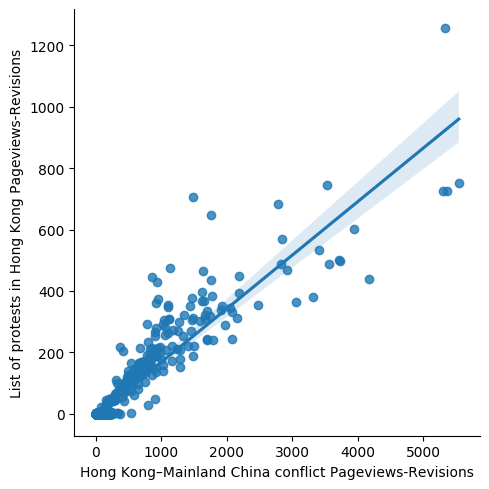 1200
1000
800
600
400
200
0
List of protests in Hong Kong Pageviews-Revisions
0 1000 2000 3000 4000 5000
Hong Kong–Mainland China conflict Pageviews-Revisions